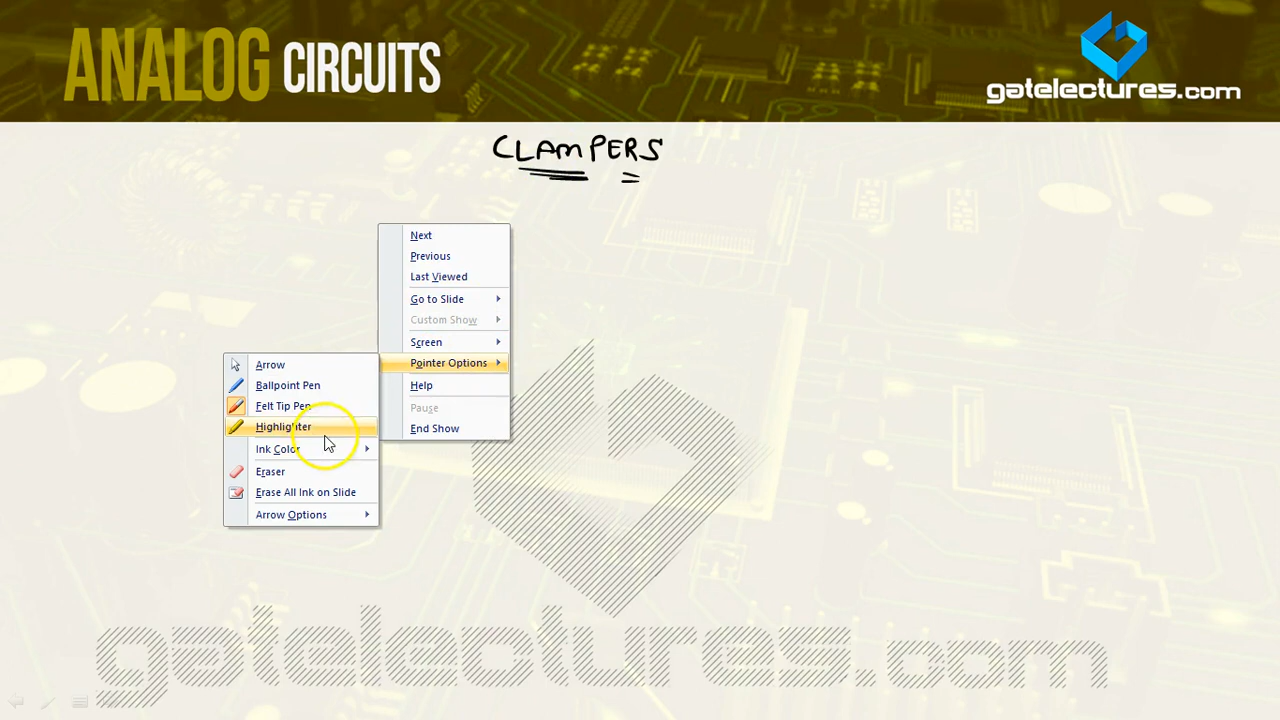 ANALOG CIRCUITS
gatelectures.com
CLAMPERS
Next
Previous
Last Viewed
Go to Slide
Custom Show
Screen
Pointer Options
Help
Pause
End Show
Arrow
Ballpoint Pen
Felt Tip Pen
Highlighter
Ink Color
Eraser
Erase All Ink on Slide
Arrow Options
gatelectures.com